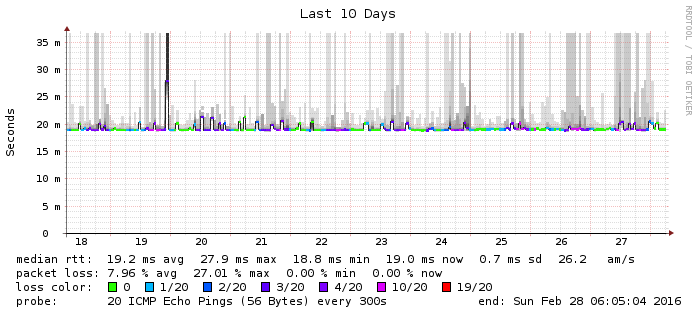 Last 10 Days
RRDTOOL / TOBI OETIKER
Seconds
35 m
30 m
25 m
20 m
15 m
10 m
5 m
0
18 19 20 21 22 23 24 25 26 27
median rtt: 19.2 ms avg 27.9 ms max 18.8 ms min 19.0 ms now 0.7 ms sd 26.2 am/s
packet loss: 7.96 % avg 27.01 % max 0.00 % min 0.00 % now
loss color: 0 1/20 2/20 3/20 4/20 10/20 19/20
probe: 20 ICMP Echo Pings (56 Bytes) every 300s end: Sun Feb 28 06:05:04 2016